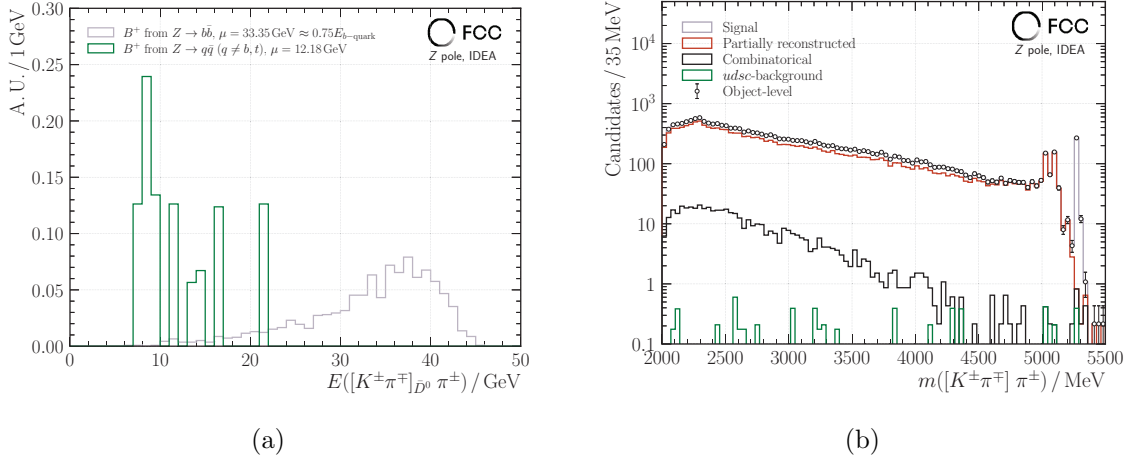 B⁺ from Z → bb̄, μ = 33.35 GeV ≈ 0.75E_{b−quark}
B⁺ from Z → qq̄ (q ≠ b, t), μ = 12.18 GeV
FCC
Z pole, IDEA
A. U. / 1 GeV
0.30
0.25
0.20
0.15
0.10
0.05
0.00
0 10 20 30 40 50
E([K^±π^∓]_{D̄⁰} π^±) / GeV
(a)
Signal
Partially reconstructed
Combinatorical
udsc-background
Object-level
FCC
Z pole, IDEA
Candidates / 35 MeV
10⁴
10³
100
10
1
0.1
2000 2500 3000 3500 4000 4500 5000 5500
m([K^±π^∓] π^±) / MeV
(b)